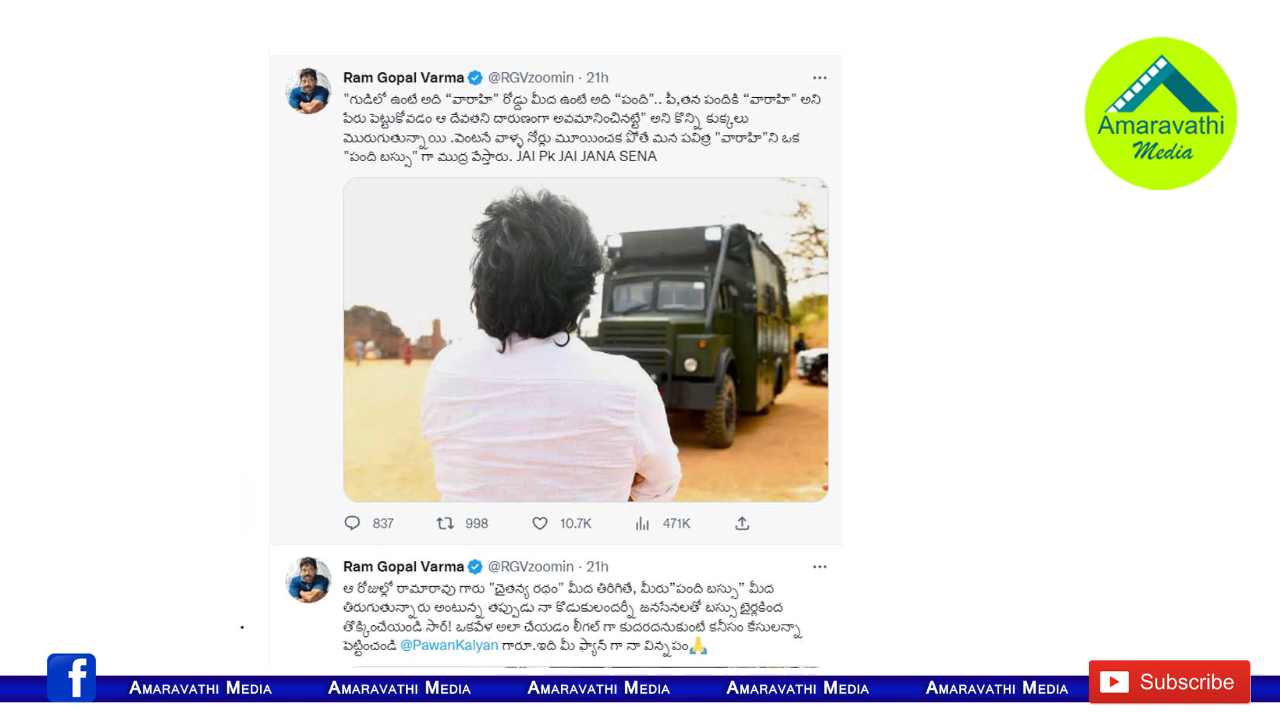 Ram Gopal Varma @RGVzoomin · 21h
"గుడిలో ఉంటే అది "వారాహి" రోడ్డు మీద ఉంటే అది "పంది".. పీ,తన పందికి "వారాహి" అని
పేరు పెట్టుకోవడం ఆ దేవతని దారుణంగా అవమానించినట్టే" అని కొన్ని కుక్కలు
మొరుగుతున్నాయి .వెంటనే వాళ్ళ నోర్లు మూయించక పోతే మన పవిత్ర "వారాహి"ని ఒక
"పంది బస్సు" గా ముద్ర వేస్తారు. JAI Pk JAI JANA SENA
837 998 10.7K 471K
Ram Gopal Varma @RGVzoomin · 21h
ఆ రోజుల్లో రామారావు గారు "చైతన్య రథం" మీద తిరిగితే, మీరు"పంది బస్సు" మీద
తిరుగుతున్నారు అంటున్న తప్పుడు నా కొడుకులందర్నీ జనసేనలతో బస్సు టైర్లకింద
తొక్కించేయండి సార్! ఒకవేళ అలా చేయడం లీగల్ గా కుదరదనుకుంటే కనీసం కేసులన్నా
పెట్టించండి @PawanKalyan గారూ.ఇది మీ ఫ్యాన్ గా నా విన్నపం🙏
Amaravathi
Media
Amaravathi Media Amaravathi Media Amaravathi Media Amaravathi Media Amaravathi Media
Subscribe